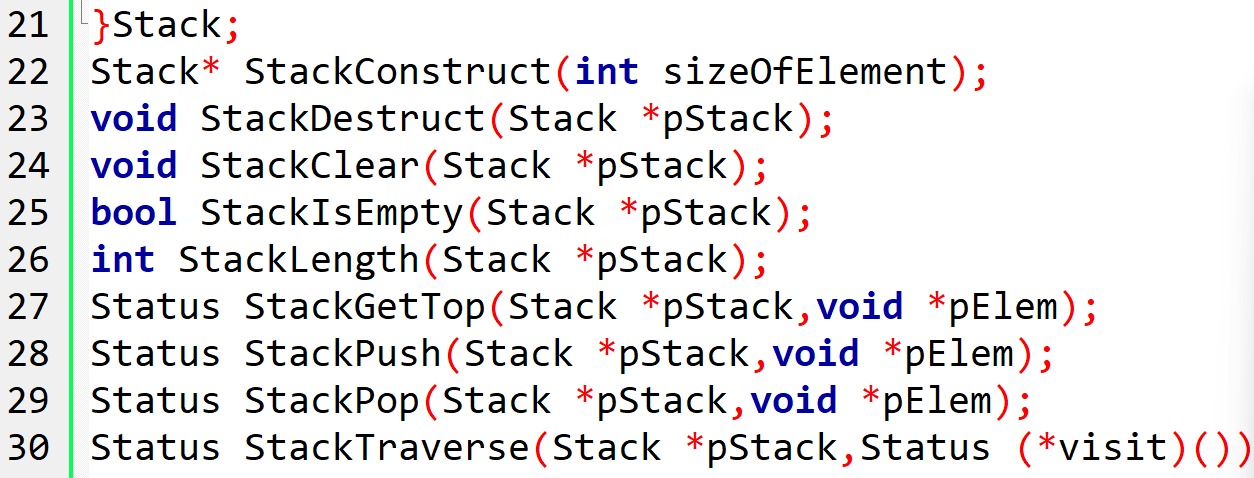 21 }Stack;
22 Stack* StackConstruct(int sizeOfElement);
23 void StackDestruct(Stack *pStack);
24 void StackClear(Stack *pStack);
25 bool StackIsEmpty(Stack *pStack);
26 int StackLength(Stack *pStack);
27 Status StackGetTop(Stack *pStack,void *pElem);
28 Status StackPush(Stack *pStack,void *pElem);
29 Status StackPop(Stack *pStack,void *pElem);
30 Status StackTraverse(Stack *pStack,Status (*visit)())